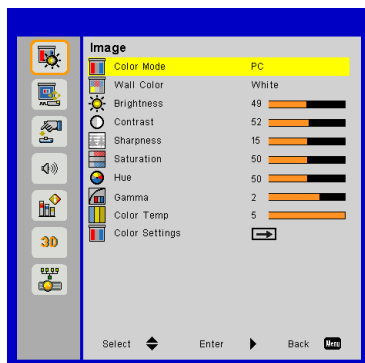 Image
Color Mode PC
Wall Color White
Brightness 49
Contrast 52
Sharpness 15
Saturation 50
Hue 50
Gamma 2
Color Temp 5
Color Settings
3D
Select Enter Back Menu